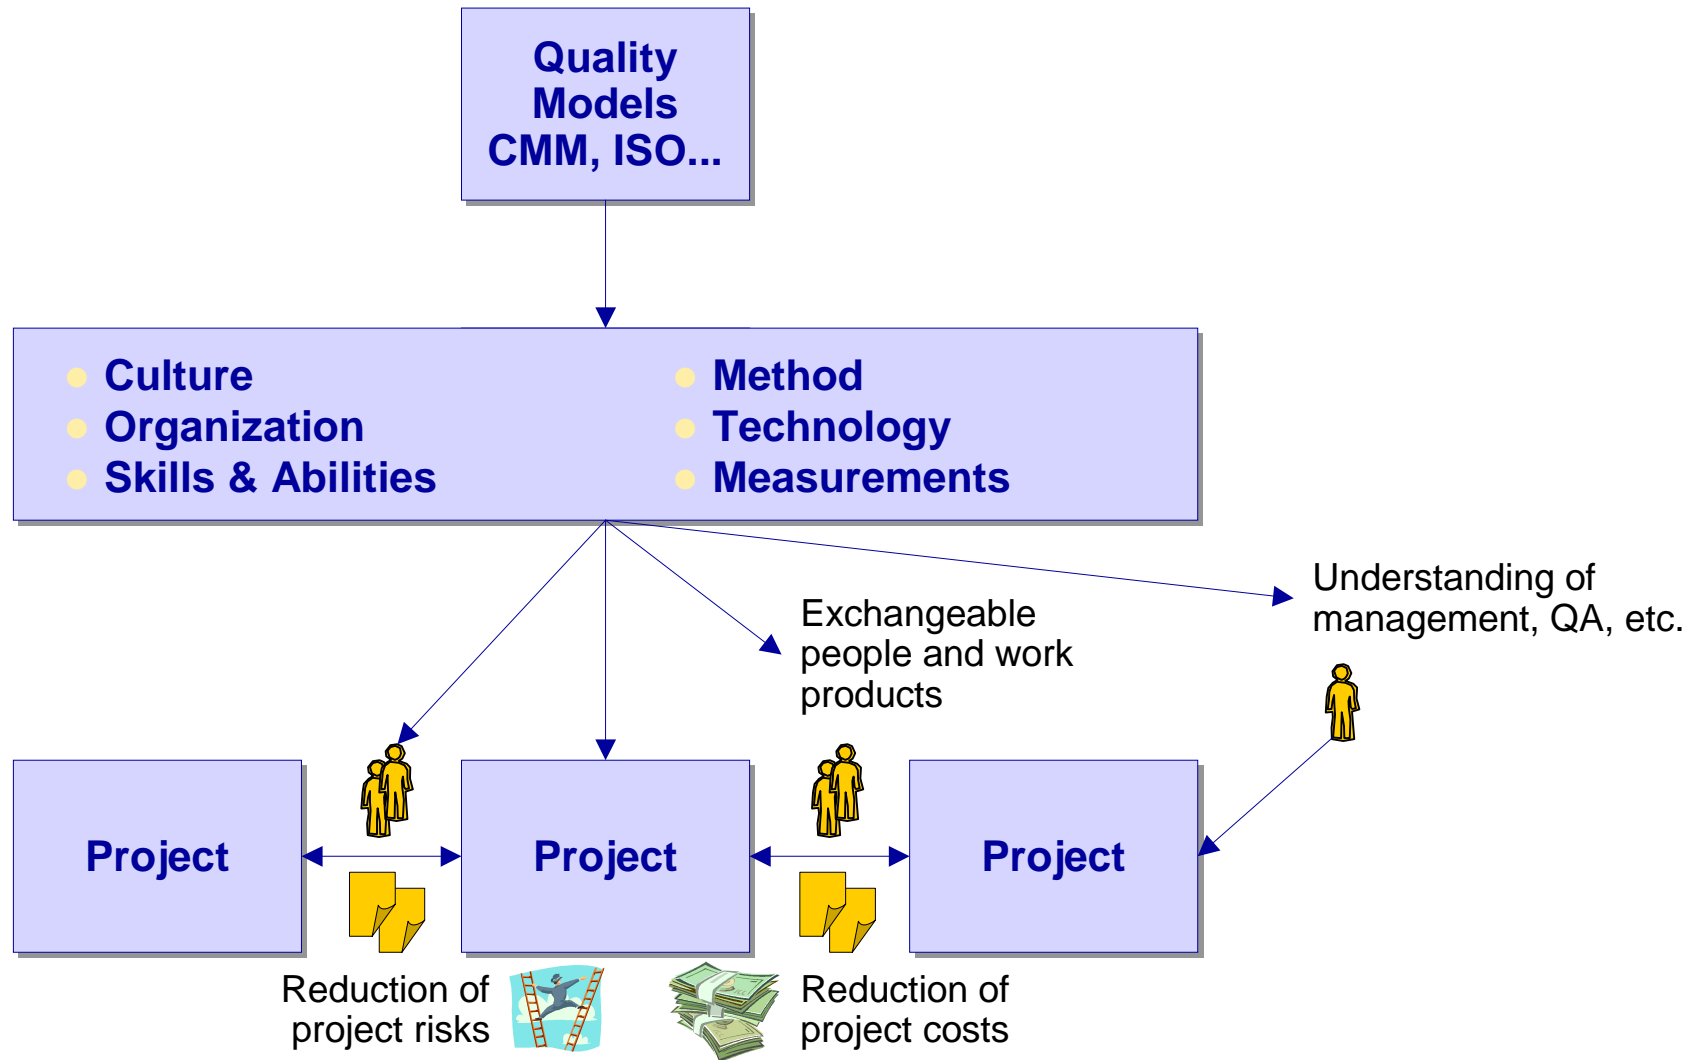 Quality
Models
CMM, ISO...
Culture
Organization
Skills & Abilities
Method
Technology
Measurements
Understanding of
management, QA, etc.
Exchangeable
people and work
products
Project
Project
Project
Reduction of
project risks
Reduction of
project costs